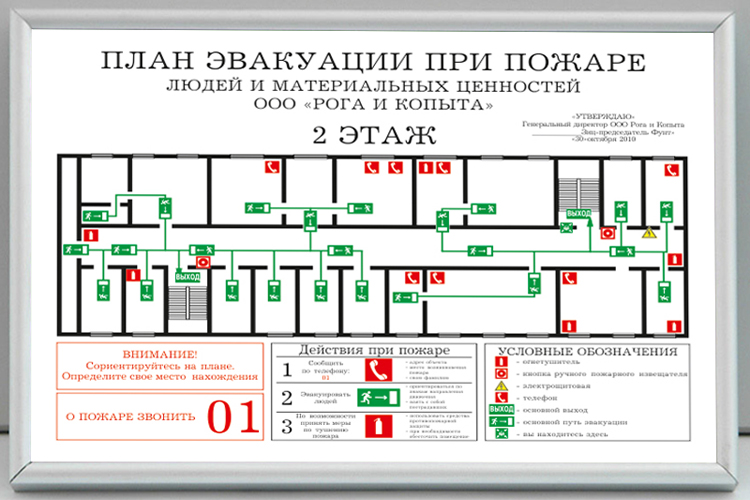 ПЛАН ЭВАКУАЦИИ ПРИ ПОЖАРЕ
ЛЮДЕЙ И МАТЕРИАЛЬНЫХ ЦЕННОСТЕЙ
ООО «РОГА И КОПЫТА»
«УТВЕРЖДАЮ»
Генеральный директор ООО Рога и Копыта
Зиц-председатель Фунт»
«30»октября 2010
2 ЭТАЖ
ВЫХОД
ВЫХОД
ВНИМАНИЕ!
Сориентируйтесь на плане.
Определите свое место нахождения
О ПОЖАРЕ ЗВОНИТЬ 01
Действия при пожаре
1 Сообщить
по телефону:
01
- адрес объекта
- место возникновения
пожара
- свою фамилию
2 Эвакуировать
людей
- ориентироваться по
знакам направления
движения
- взять с собой
пострадавших
3 По возможности
принять меры
по тушению
пожара
- использовать средства
противопожарной
защиты
- при необходимости
обесточить помещение
УСЛОВНЫЕ ОБОЗНАЧЕНИЯ
- огнетушитель
- кнопка ручного пожарного извещателя
- электрощитовая
- телефон
ВЫХОД - основной выход
- основной путь эвакуации
- вы находитесь здесь